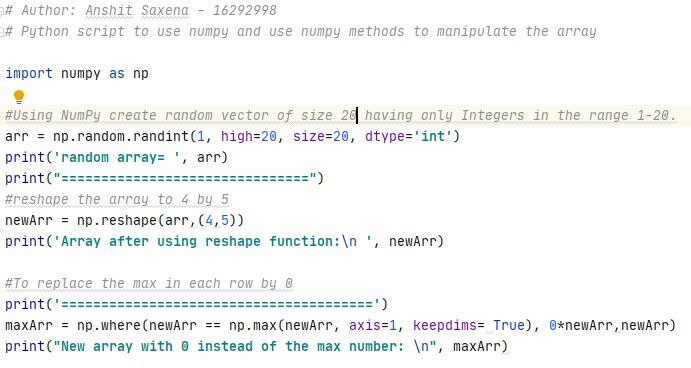 # Author: Anshit Saxena - 16292998
# Python script to use numpy and use numpy methods to manipulate the array
import numpy as np
#Using NumPy create random vector of size 20 having only Integers in the range 1-20.
arr = np.random.randint(1, high=20, size=20, dtype='int')
print('random array= ', arr)
print("===============================")
#reshape the array to 4 by 5
newArr = np.reshape(arr,(4,5))
print('Array after using reshape function:\n ', newArr)
#To replace the max in each row by 0
print('=======================================')
maxArr = np.where(newArr == np.max(newArr, axis=1, keepdims= True), 0*newArr,newArr)
print("New array with 0 instead of the max number: \n", maxArr)